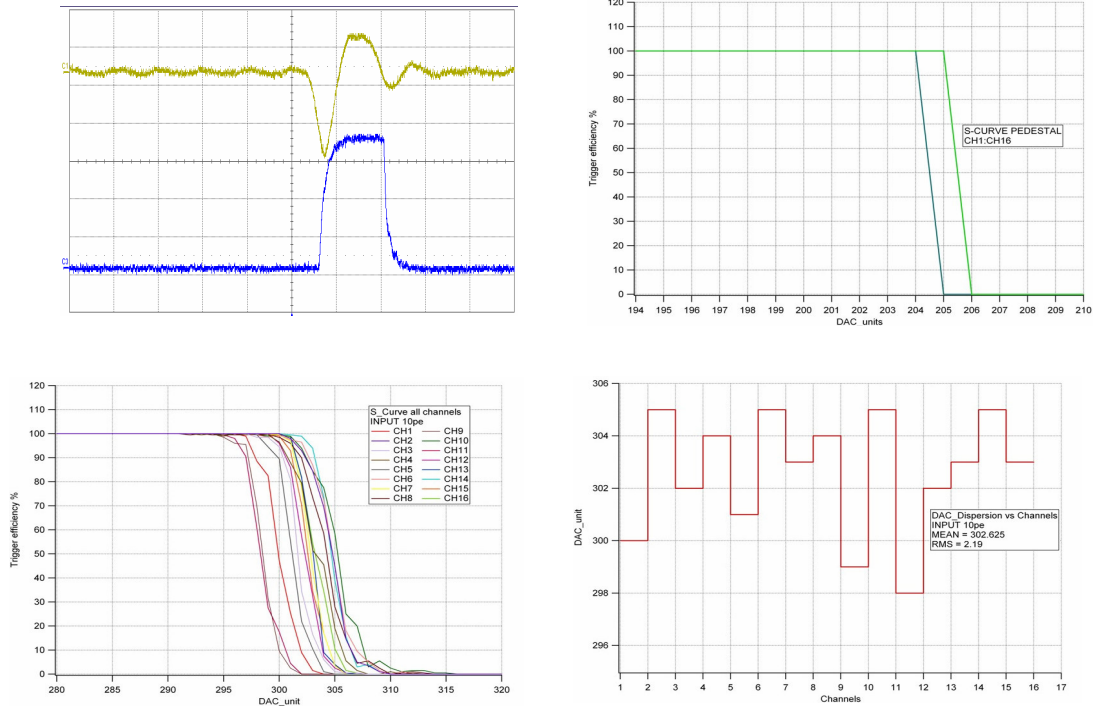 C1
C3
120
110
100
90
80
70
60
50
40
30
20
10
0
Trigger efficiency %
S-CURVE PEDESTAL
CH1:CH16
194 195 196 197 198 199 200 201 202 203 204 205 206 207 208 209 210
DAC_units
120
110
100
90
80
70
60
50
40
30
20
10
0
Trigger efficiency %
S_Curve all channels
INPUT 10pe
CH1 CH9
CH2 CH10
CH3 CH11
CH4 CH12
CH5 CH13
CH6 CH14
CH7 CH15
CH8 CH16
280 285 290 295 300 305 310 315 320
DAC_unit
306
304
302
300
298
296
DAC_unit
DAC_Dispersion vs Channels
INPUT 10pe
MEAN = 302.625
RMS = 2.19
1 2 3 4 5 6 7 8 9 10 11 12 13 14 15 16 17
Channels